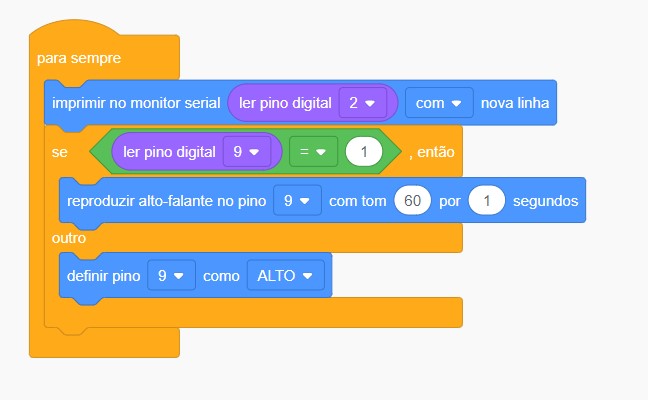 para sempre
imprimir no monitor serial ler pino digital 2 com nova linha
se ler pino digital 9 = 1 , então
reproduzir alto-falante no pino 9 com tom 60 por 1 segundos
outro
definir pino 9 como ALTO